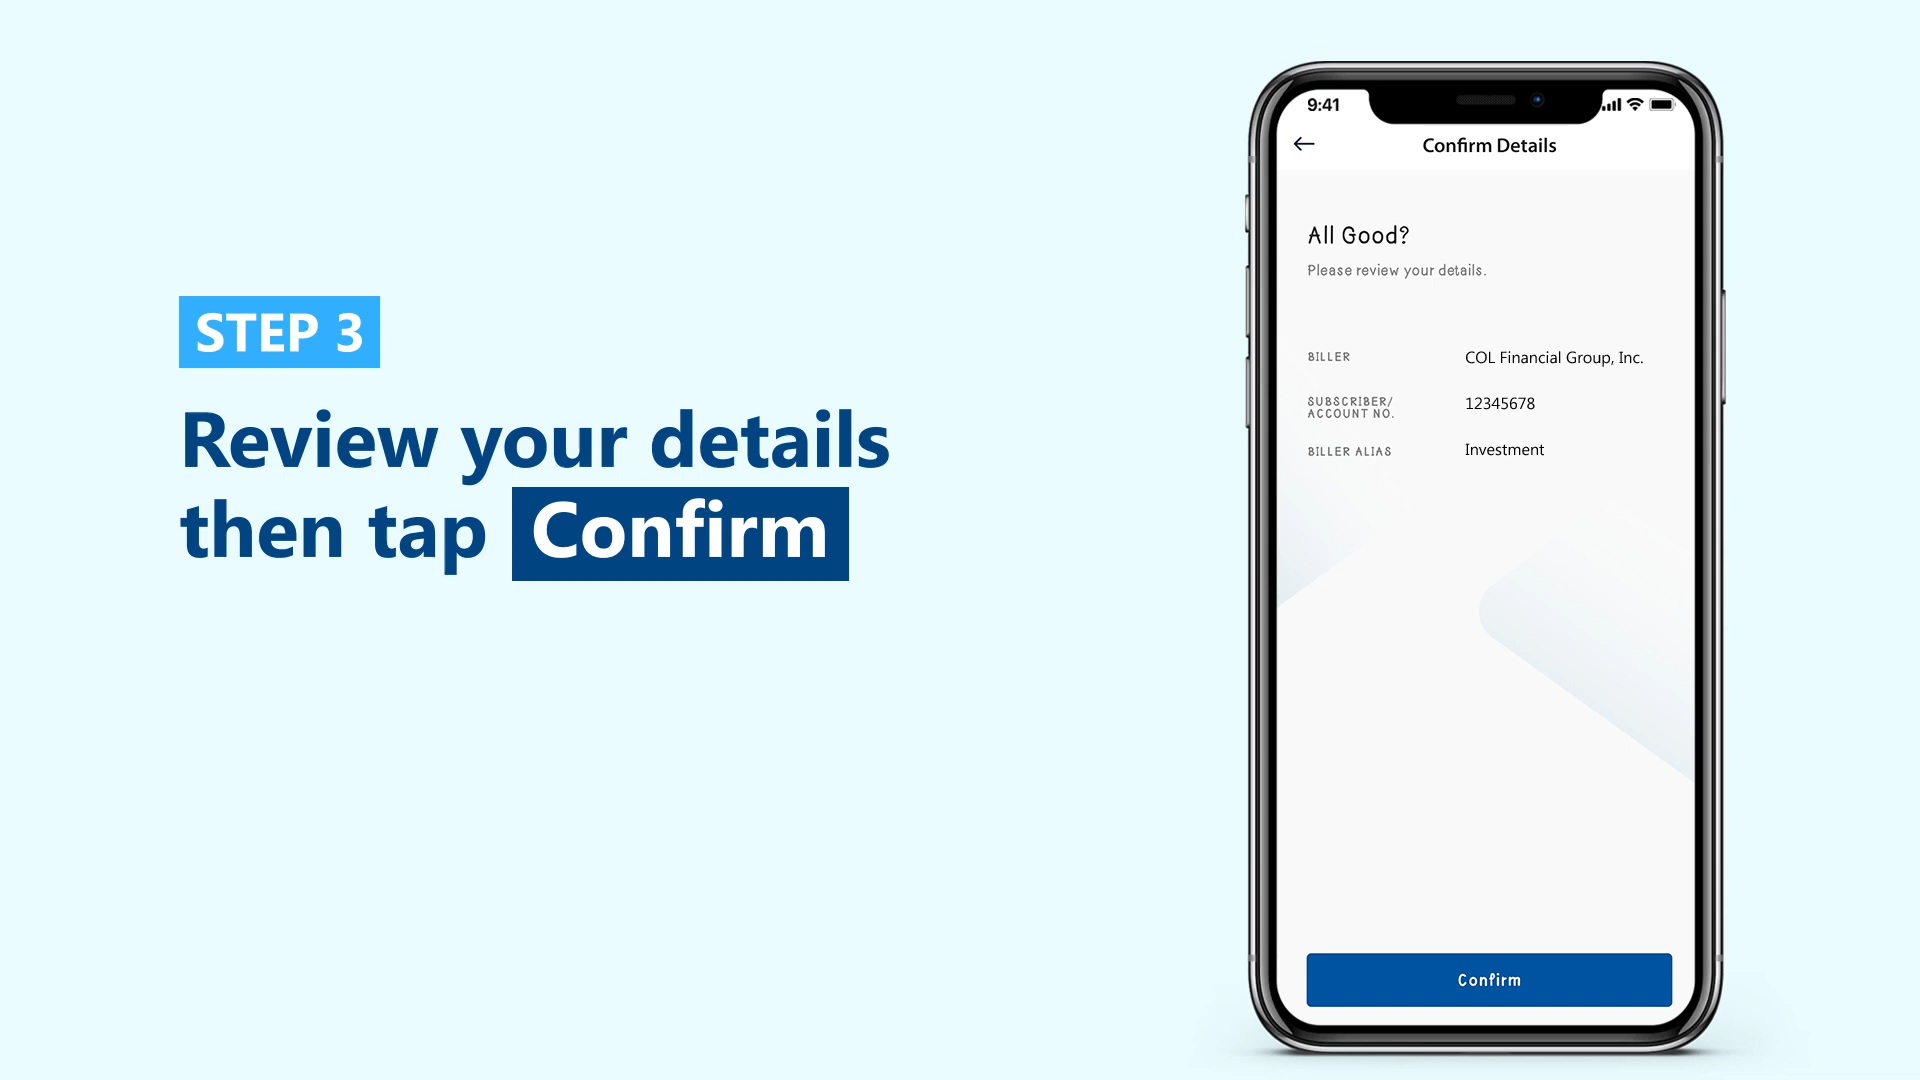 STEP 3
Review your details
then tap Confirm
9:41
Confirm Details
All Good?
Please review your details.
BILLER COL Financial Group, Inc.
SUBSCRIBER/
ACCOUNT NO. 12345678
BILLER ALIAS Investment
Confirm